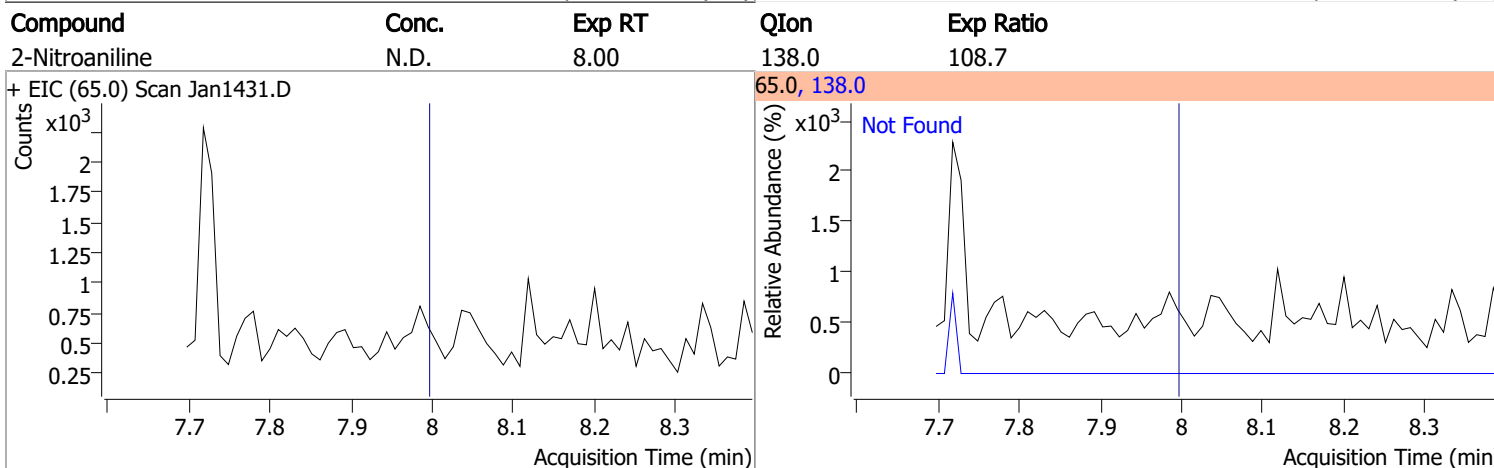 Compound Conc. Exp RT QIon Exp Ratio
2-Nitroaniline N.D. 8.00 138.0 108.7
+ EIC (65.0) Scan Jan1431.D
Counts
x10³
2
1.75
1.5
1.25
1
0.75
0.5
0.25
7.7 7.8 7.9 8 8.1 8.2 8.3
Acquisition Time (min)
65.0, 138.0
Relative Abundance (%)
x10³
Not Found
2
1.5
1
0.5
0
7.7 7.8 7.9 8 8.1 8.2 8.3
Acquisition Time (min)